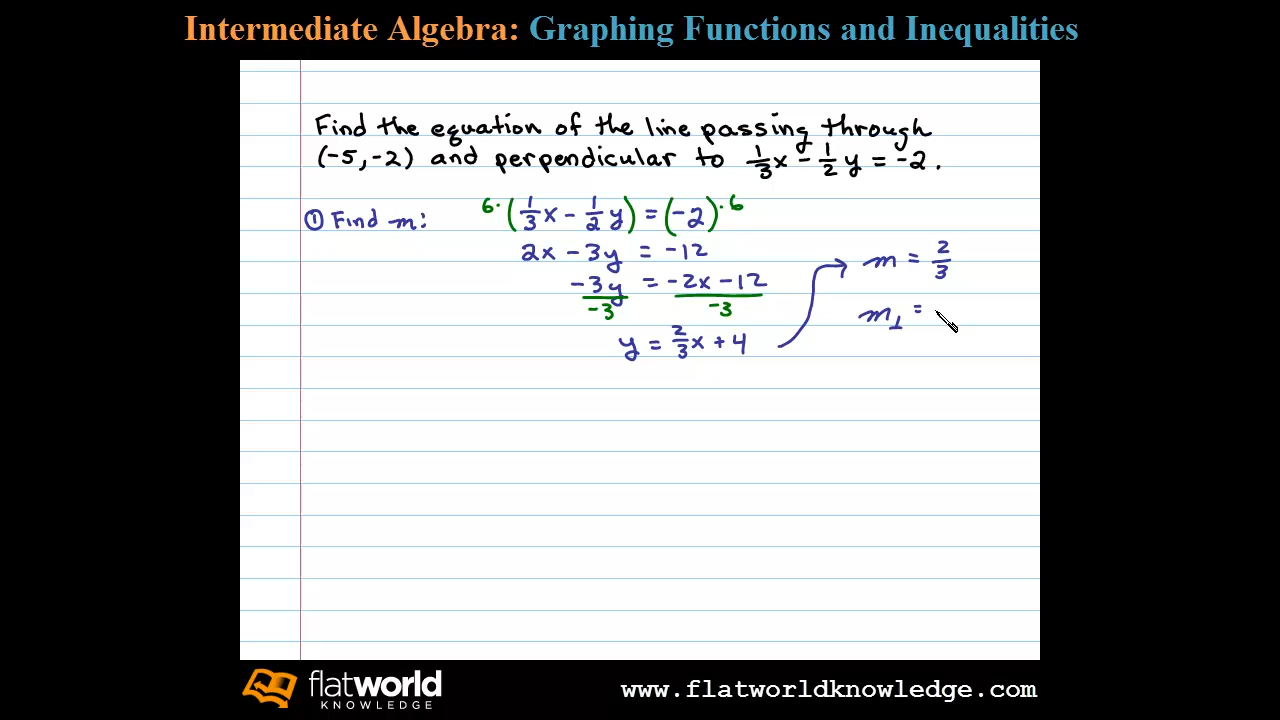 Intermediate Algebra: Graphing Functions and Inequalities
Find the equation of the line passing through
(-5,-2) and perpendicular to 1/3x - 1/2y = -2.
① Find m: 6·(1/3x - 1/2y) = (-2)·6
2x - 3y = -12
-3y/-3 = -2x-12/-3
y = 2/3x + 4
m = 2/3
m⊥ =
flatworld
KNOWLEDGE
www.flatworldknowledge.com